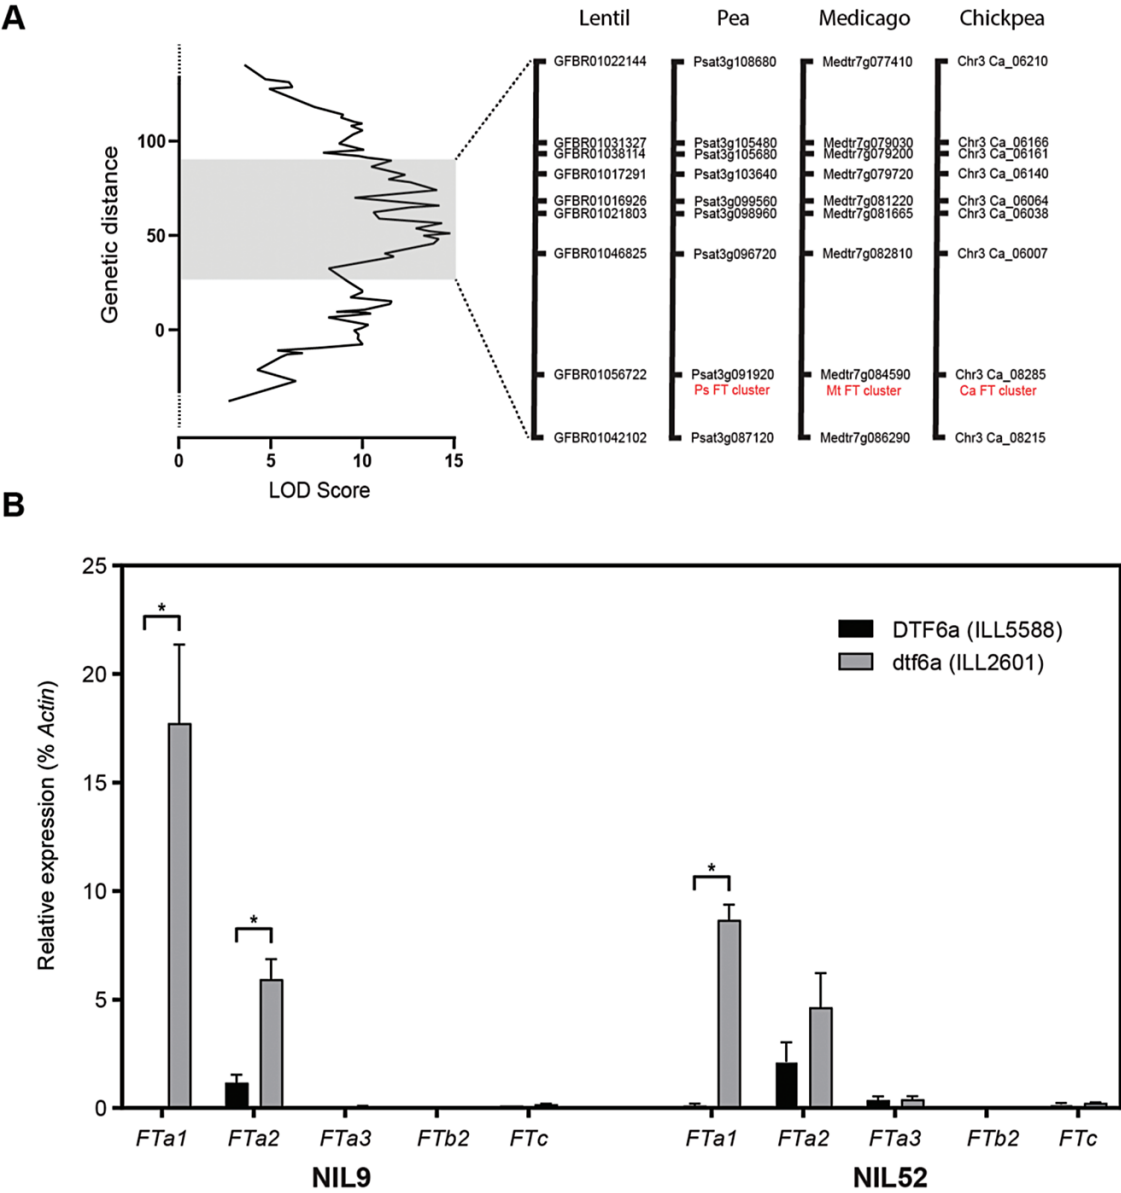 A
Lentil Pea Medicago Chickpea
GFBR01022144 Psat3g108680 Medtr7g077410 Chr3 Ca_06210
GFBR01031327 Psat3g105480 Medtr7g079030 Chr3 Ca_06166
GFBR01038114 Psat3g105680 Medtr7g079200 Chr3 Ca_06161
GFBR01017291 Psat3g103640 Medtr7g079720 Chr3 Ca_06140
GFBR01016926 Psat3g099560 Medtr7g081220 Chr3 Ca_06064
GFBR01021803 Psat3g098960 Medtr7g081665 Chr3 Ca_06038
GFBR01046825 Psat3g096720 Medtr7g082810 Chr3 Ca_06007
GFBR01056722 Psat3g091920 Medtr7g084590 Chr3 Ca_08285
Ps FT cluster Mt FT cluster Ca FT cluster
GFBR01042102 Psat3g087120 Medtr7g086290 Chr3 Ca_08215
Genetic distance
100
50
0
0 5 10 15
LOD Score
B
Relative expression (% Actin)
25
20
15
10
5
0
* * *
DTF6a (ILL5588)
dtf6a (ILL2601)
FTa1 FTa2 FTa3 FTb2 FTc FTa1 FTa2 FTa3 FTb2 FTc
NIL9 NIL52